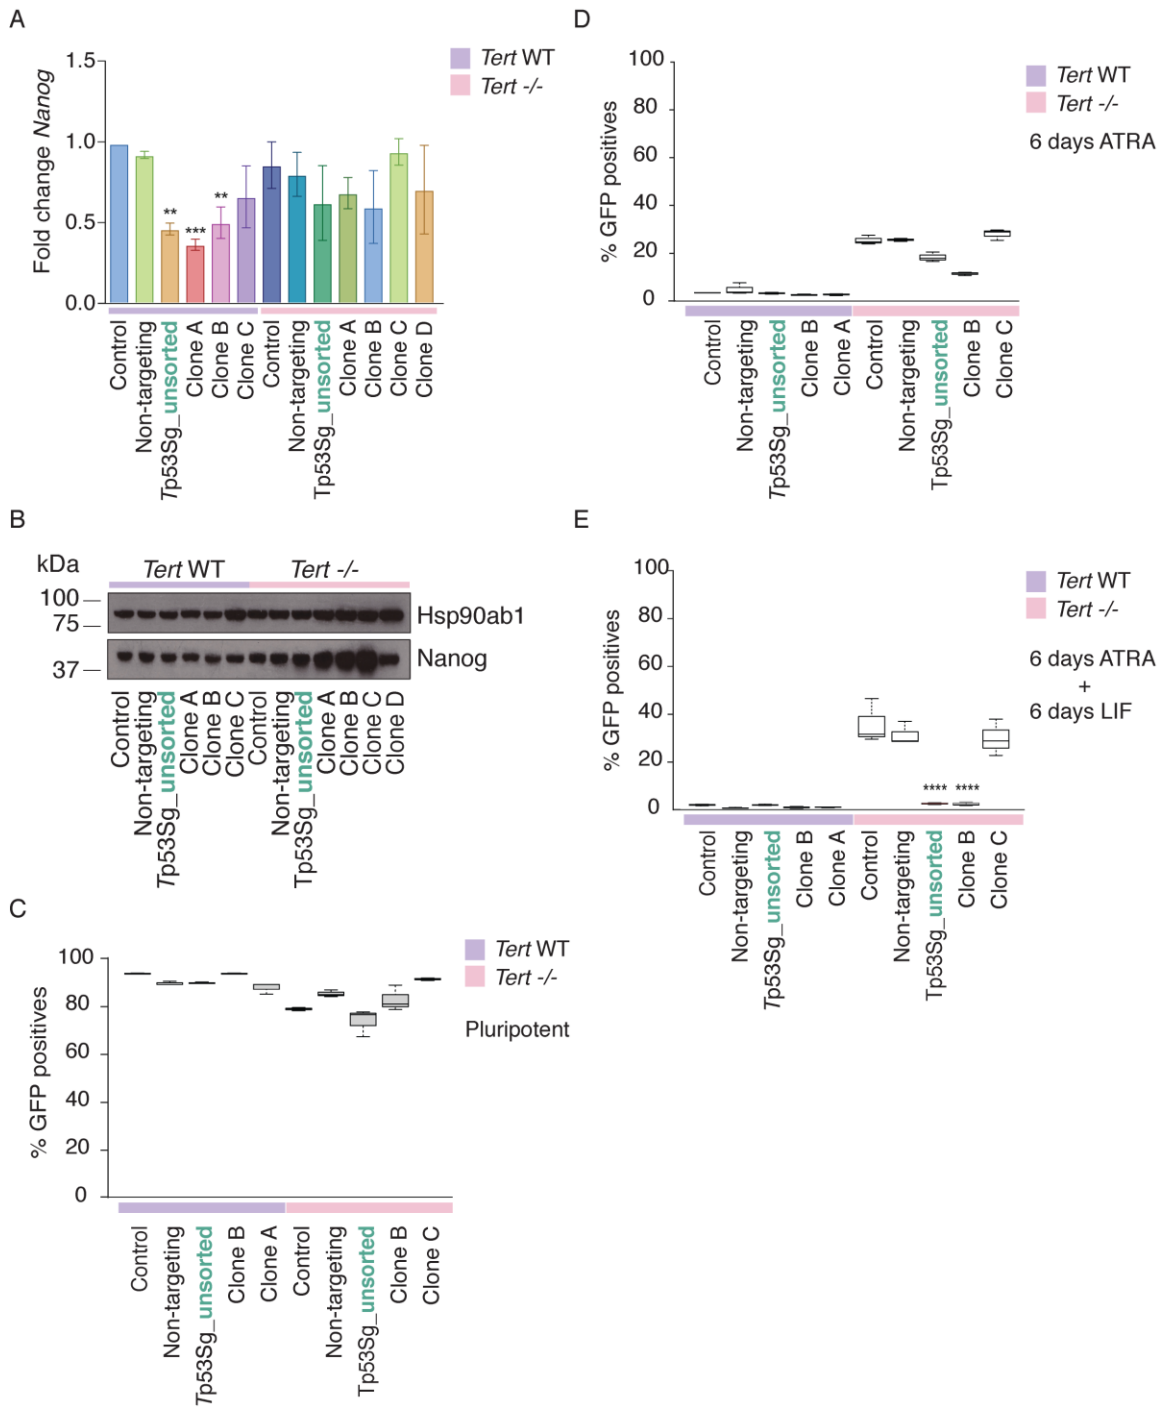 A
Fold change Nanog
1.5
1.0
0.5
0.0
** *** **
Tert WT
Tert -/-
Control
Non-targeting
Tp53Sg_unsorted
Clone A
Clone B
Clone C
Control
Non-targeting
Tp53Sg_unsorted
Clone A
Clone B
Clone C
Clone D
B
kDa
Tert WT
Tert -/-
100
75
Hsp90ab1
37
Nanog
Control
Non-targeting
Tp53Sg_unsorted
Clone A
Clone B
Clone C
Control
Non-targeting
Tp53Sg_unsorted
Clone A
Clone B
Clone C
Clone D
C
% GFP positives
100
80
60
40
20
0
Tert WT
Tert -/-
Pluripotent
Control
Non-targeting
Tp53Sg_unsorted
Clone B
Clone A
Control
Non-targeting
Tp53Sg_unsorted
Clone B
Clone C
D
% GFP positives
100
80
60
40
20
0
Tert WT
Tert -/-
6 days ATRA
Control
Non-targeting
Tp53Sg_unsorted
Clone B
Clone A
Control
Non-targeting
Tp53Sg_unsorted
Clone B
Clone C
E
% GFP positives
100
80
60
40
20
0
**** ****
Tert WT
Tert -/-
6 days ATRA
+
6 days LIF
Control
Non-targeting
Tp53Sg_unsorted
Clone B
Clone A
Control
Non-targeting
Tp53Sg_unsorted
Clone B
Clone C